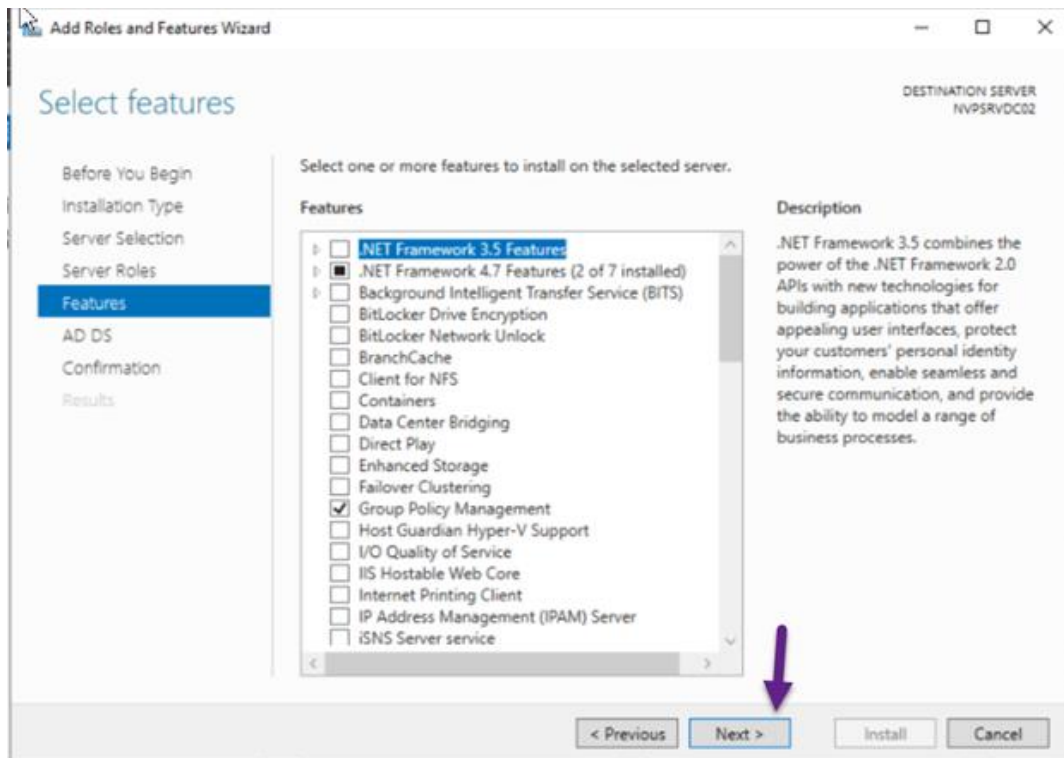 Add Roles and Features Wizard
Select features
DESTINATION SERVER
NVPSRVDC02
Before You Begin
Installation Type
Server Selection
Server Roles
Features
AD DS
Confirmation
Results
Select one or more features to install on the selected server.
Features
.NET Framework 3.5 Features
.NET Framework 4.7 Features (2 of 7 installed)
Background Intelligent Transfer Service (BITS)
BitLocker Drive Encryption
BitLocker Network Unlock
BranchCache
Client for NFS
Containers
Data Center Bridging
Direct Play
Enhanced Storage
Failover Clustering
Group Policy Management
Host Guardian Hyper-V Support
I/O Quality of Service
IIS Hostable Web Core
Internet Printing Client
IP Address Management (IPAM) Server
iSNS Server service
Description
.NET Framework 3.5 combines the
power of the .NET Framework 2.0
APIs with new technologies for
building applications that offer
appealing user interfaces, protect
your customers' personal identity
information, enable seamless and
secure communication, and provide
the ability to model a range of
business processes.
< Previous
Next >
Install
Cancel